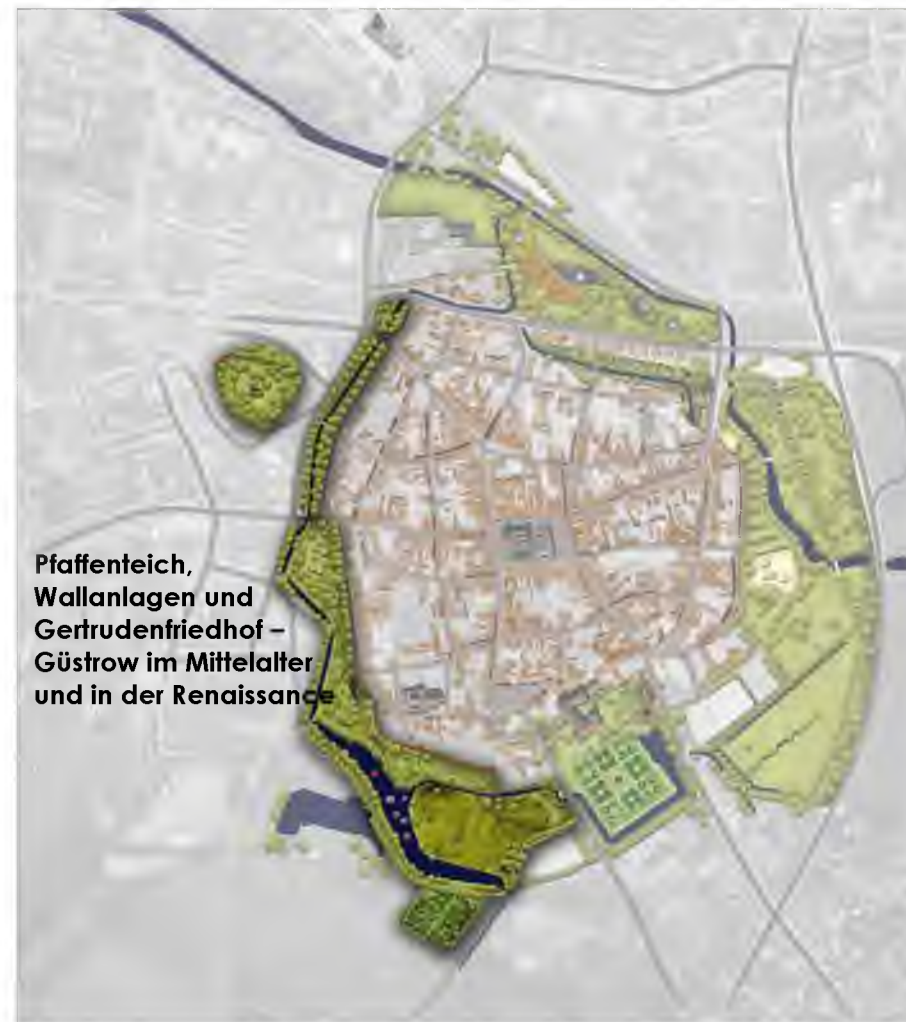 Pfaffenteich,
Wallanlagen und
Gertrudenfriedhof –
Güstrow im Mittelalter
und in der Renaissance